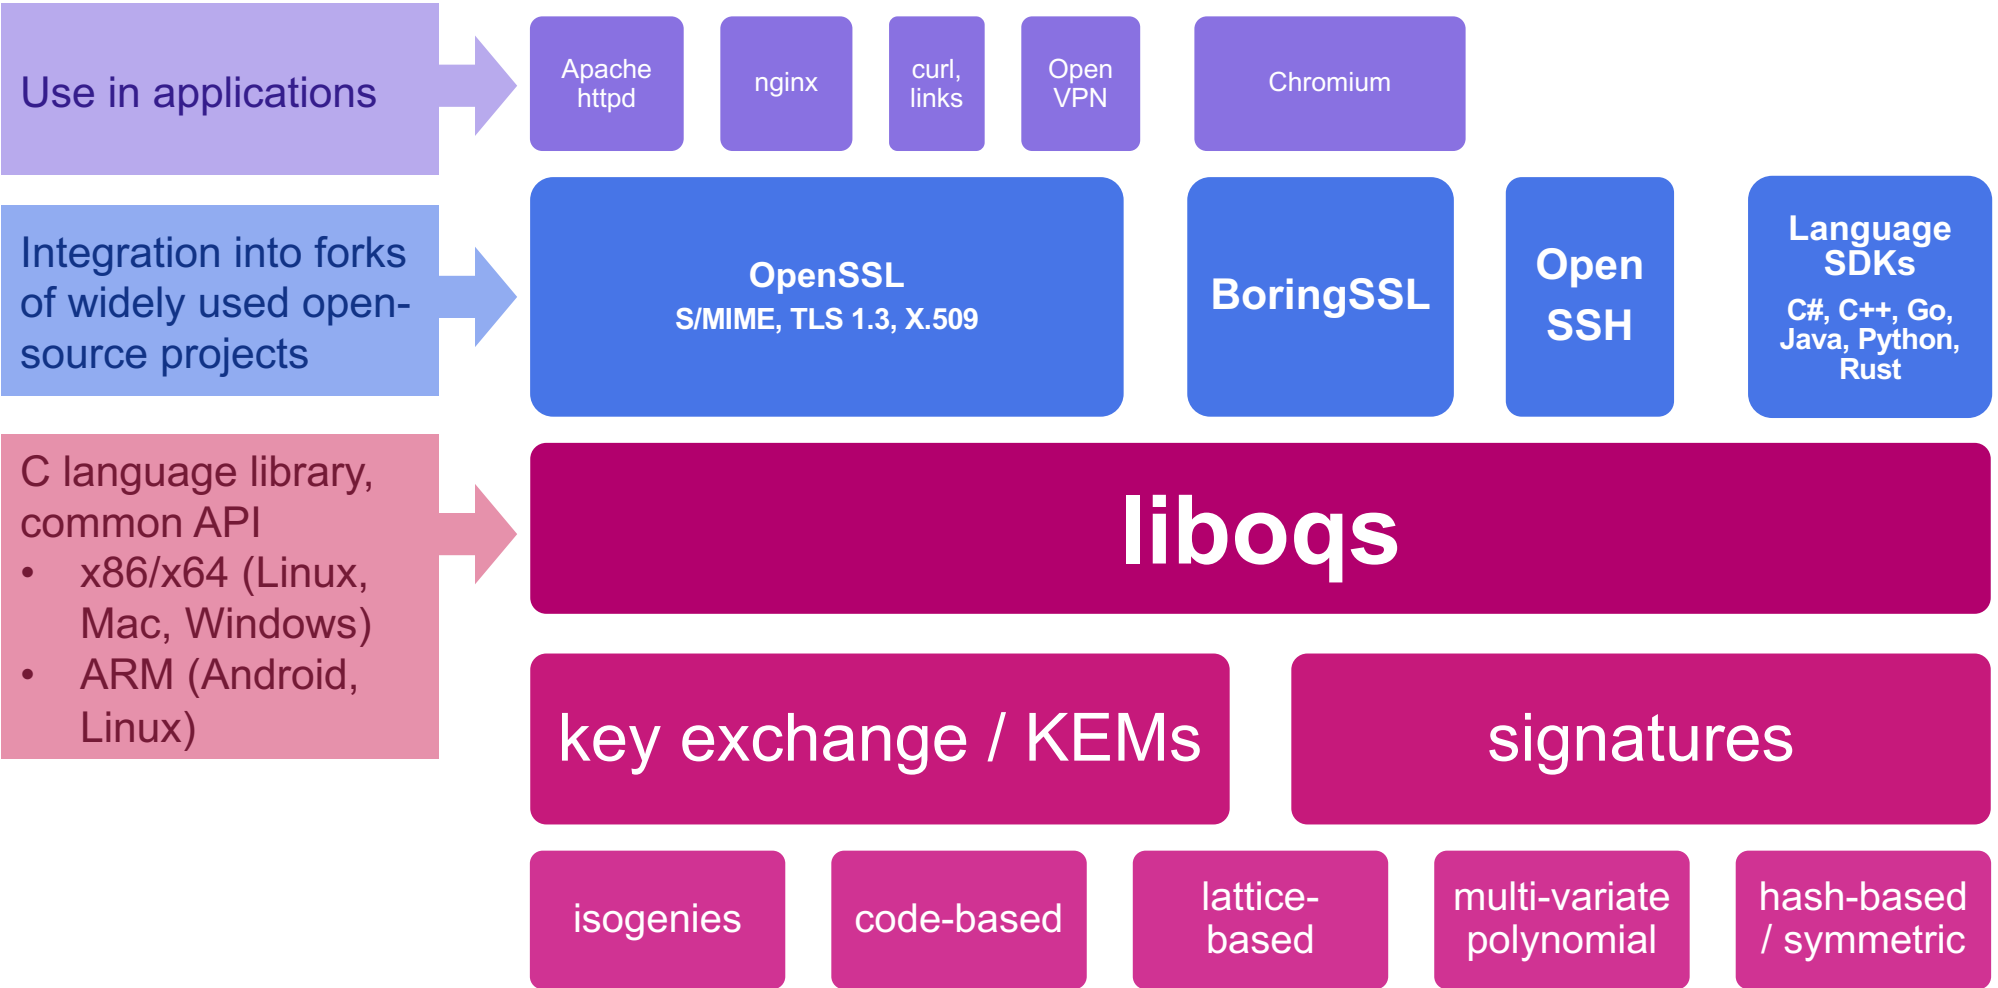 Use in applications
Apache
httpd
nginx
curl,
links
Open
VPN
Chromium
Integration into forks
of widely used open-
source projects
OpenSSL
S/MIME, TLS 1.3, X.509
BoringSSL
Open
SSH
Language
SDKs
C#, C++, Go,
Java, Python,
Rust
C language library,
common API
• x86/x64 (Linux,
Mac, Windows)
• ARM (Android,
Linux)
liboqs
key exchange / KEMs
signatures
isogenies
code-based
lattice-
based
multi-variate
polynomial
hash-based
/ symmetric